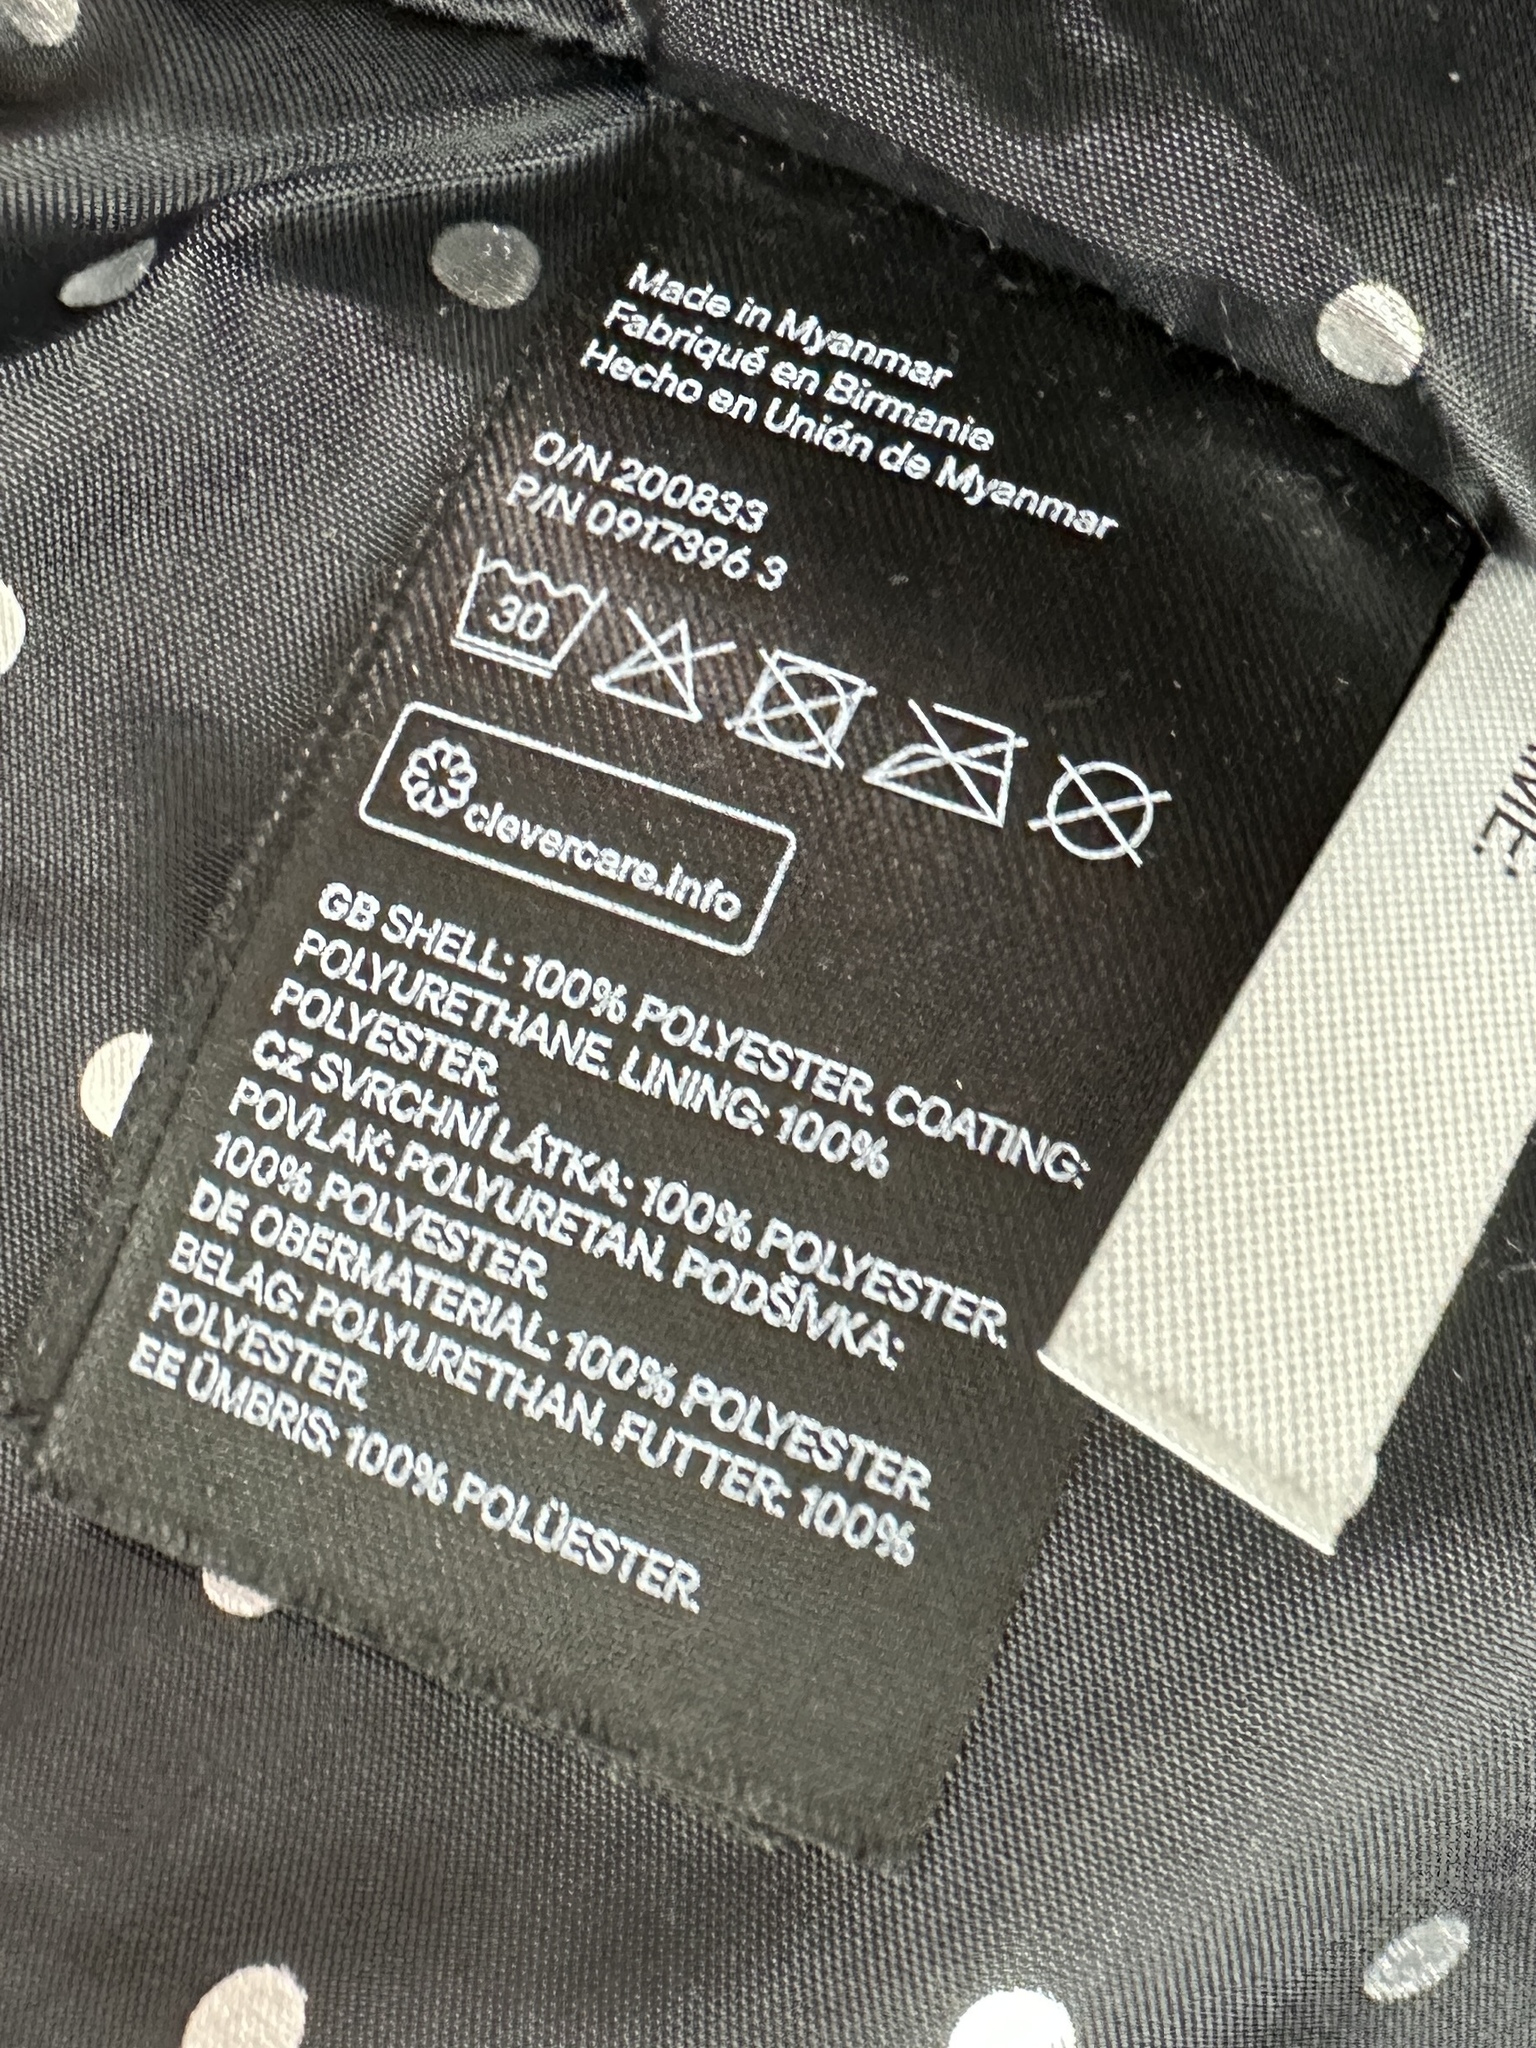 Made in Myanmar
Fabriqué en Birmanie
Hecho en Unión de Myanmar
O/N 200833
P/N 0917396 3
30
clevercare.info
GB SHELL: 100% POLYESTER. COATING:
POLYURETHANE. LINING: 100%
POLYESTER.
CZ SVRCHNÍ LÁTKA: 100% POLYESTER.
POVLAK: POLYURETAN. PODŠÍVKA:
100% POLYESTER.
DE OBERMATERIAL: 100% POLYESTER.
BELAG: POLYURETHAN. FUTTER: 100%
POLYESTER.
EE ÜMBRIS: 100% POLÜESTER.